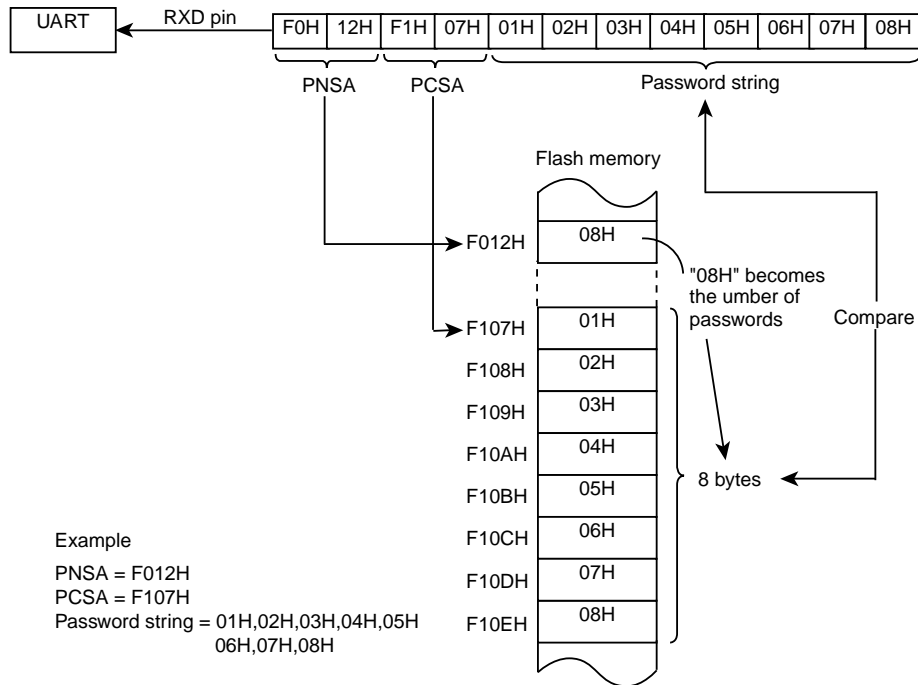 UART
RXD pin
F0H 12H F1H 07H 01H 02H 03H 04H 05H 06H 07H 08H
PNSA PCSA Password string
Flash memory
F012H 08H
"08H" becomes
the umber of
passwords
Compare
F107H 01H
F108H 02H
F109H 03H
F10AH 04H
F10BH 05H
8 bytes
F10CH 06H
F10DH 07H
F10EH 08H
Example
PNSA = F012H
PCSA = F107H
Password string = 01H,02H,03H,04H,05H
06H,07H,08H